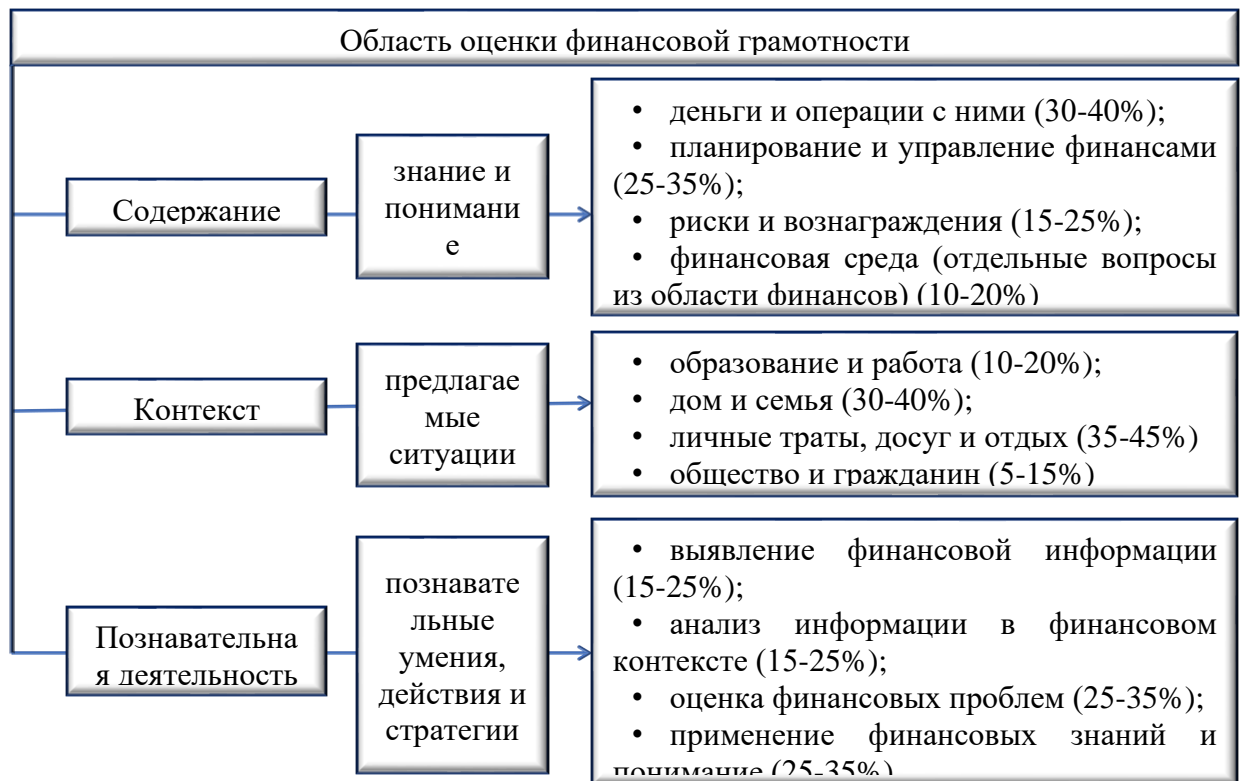 Область оценки финансовой грамотности
Содержание
знание и
понимани
е
• деньги и операции с ними (30-40%);
• планирование и управление финансами
(25-35%);
• риски и вознаграждения (15-25%);
• финансовая среда (отдельные вопросы
из области финансов) (10-20%)
Контекст
предлагае
мые
ситуации
• образование и работа (10-20%);
• дом и семья (30-40%);
• личные траты, досуг и отдых (35-45%)
• общество и гражданин (5-15%)
Познавательна
я деятельность
познавате
льные
умения,
действия и
стратегии
• выявление финансовой информации
(15-25%);
• анализ информации в финансовом
контексте (15-25%);
• оценка финансовых проблем (25-35%);
• применение финансовых знаний и
понимание (25-35%)